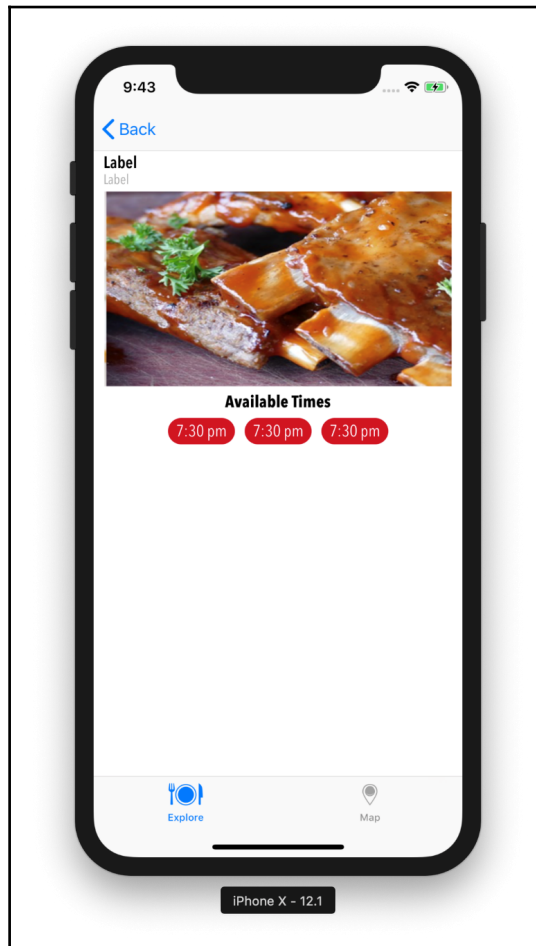 9:43
Back
Label
Label
Available Times
7:30 pm 7:30 pm 7:30 pm
Explore Map
iPhone X - 12.1